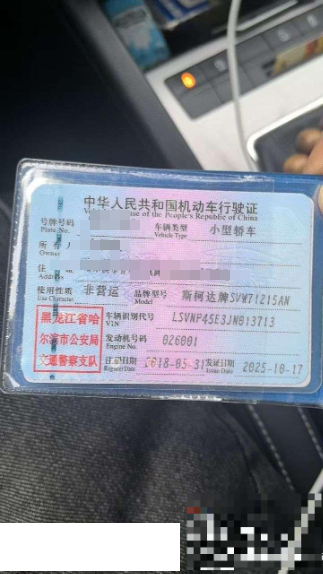 中华人民共和国机动车行驶证
se of the People's Republic of China
号牌号码
Plate No.
车辆类型
Vehicle Type
小型轿车
所有人
Owner
住
Address
使用性质
Use Character
非营运
品牌型号
Model
斯柯达牌SVW71215AN
车辆识别代号
VIN
LSVNP45E3JN013713
发动机号码
Engine No.
026001
注册日期
Register Date
2018-05-31
发证日期
Issue Date
2025-10-17
黑龙江省哈
尔滨市公安局
交通警察支队